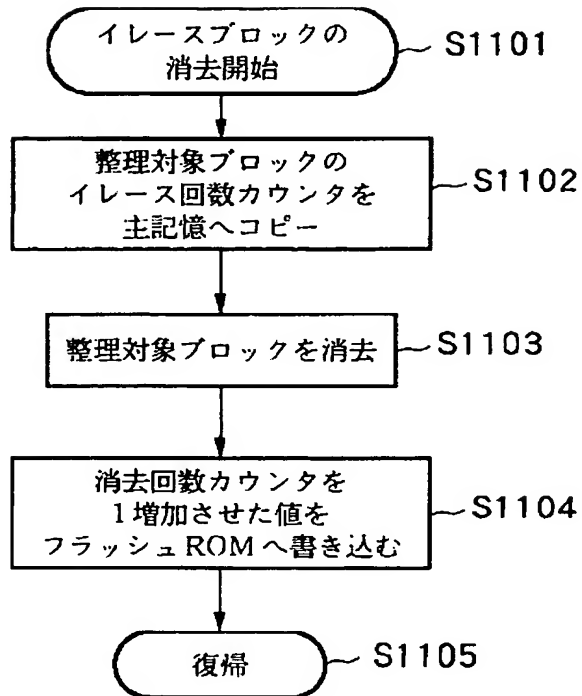 イレースブロックの
消去開始
S1101
整理対象ブロックの
イレース回数カウンタを
主記憶へコピー
S1102
整理対象ブロックを消去
S1103
消去回数カウンタを
1増加させた値を
フラッシュROMへ書き込む
S1104
復帰
S1105